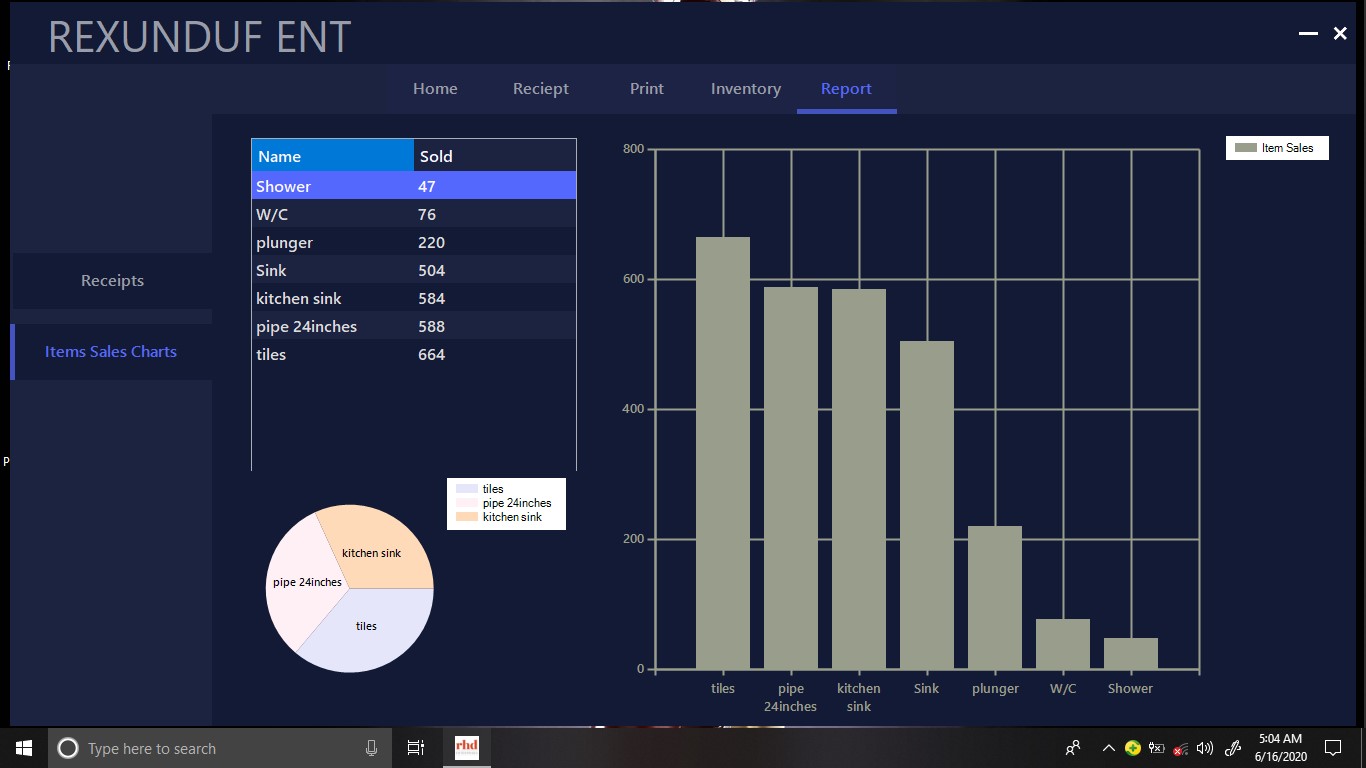 REXUNDUF ENT
Home Reciept Print Inventory Report
Receipts
Items Sales Charts
Name Sold
Shower 47
W/C 76
plunger 220
Sink 504
kitchen sink 584
pipe 24inches 588
tiles 664
tiles
pipe 24inches
kitchen sink
kitchen sink
pipe 24inches
tiles
Item Sales
800
600
400
200
0
tiles pipe 24inches kitchen sink Sink plunger W/C Shower
P
Type here to search
rhd
5:04 AM
6/16/2020